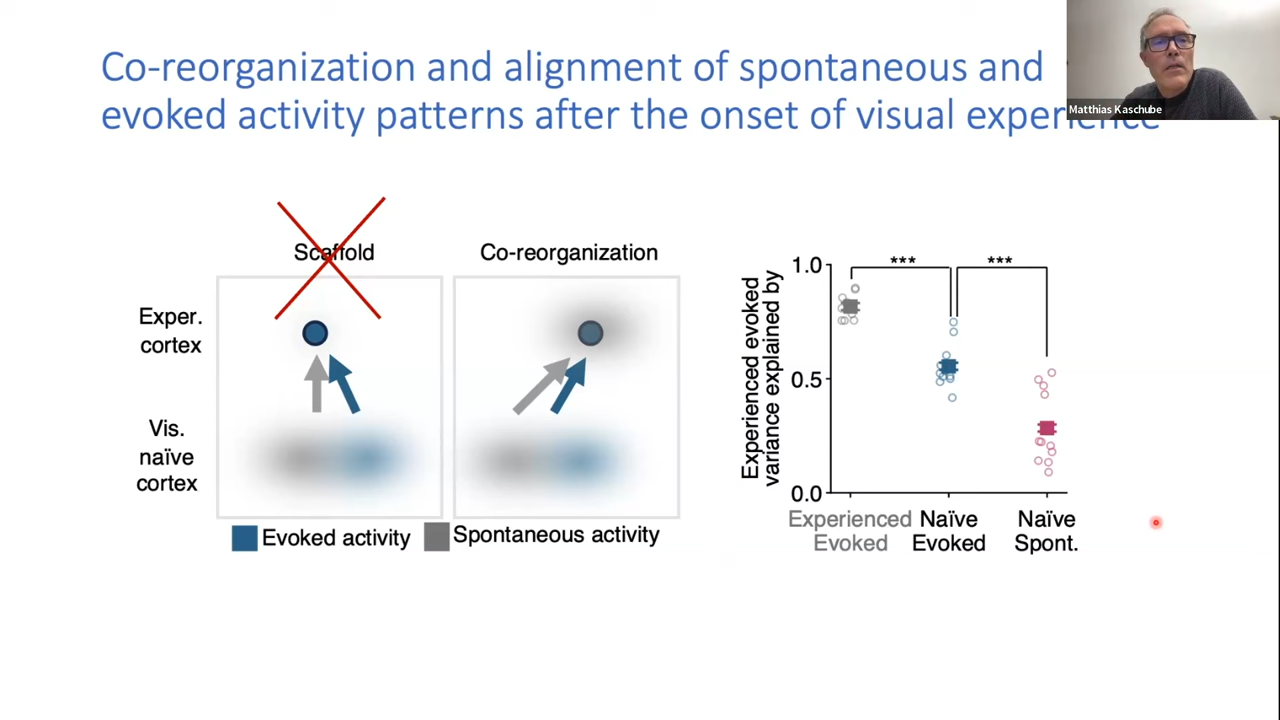 Co-reorganization and alignment of spontaneous and
evoked activity patterns after the onset of visual experience
Matthias Kaschube
Scaffold
Co-reorganization
Exper.
cortex
Vis.
naïve
cortex
Evoked activity
Spontaneous activity
Experienced evoked
variance explained by
1.0
0.5
0.0
***
***
Experienced
Evoked
Naïve
Evoked
Naïve
Spont.